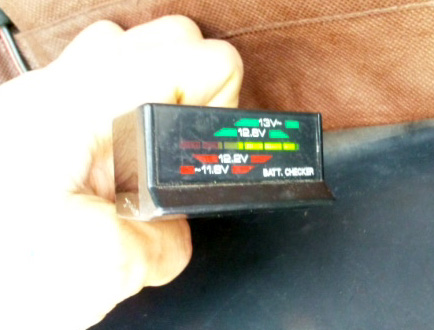 13V~
12.6V
12.2V
~11.8V
BATT. CHECKER